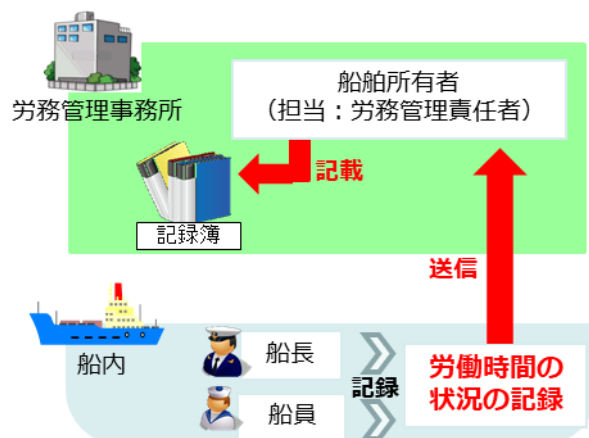 労務管理事務所
船舶所有者
（担当：労務管理責任者）
記載
記録簿
送信
船内
船長
船員
記録
労働時間の
状況の記録